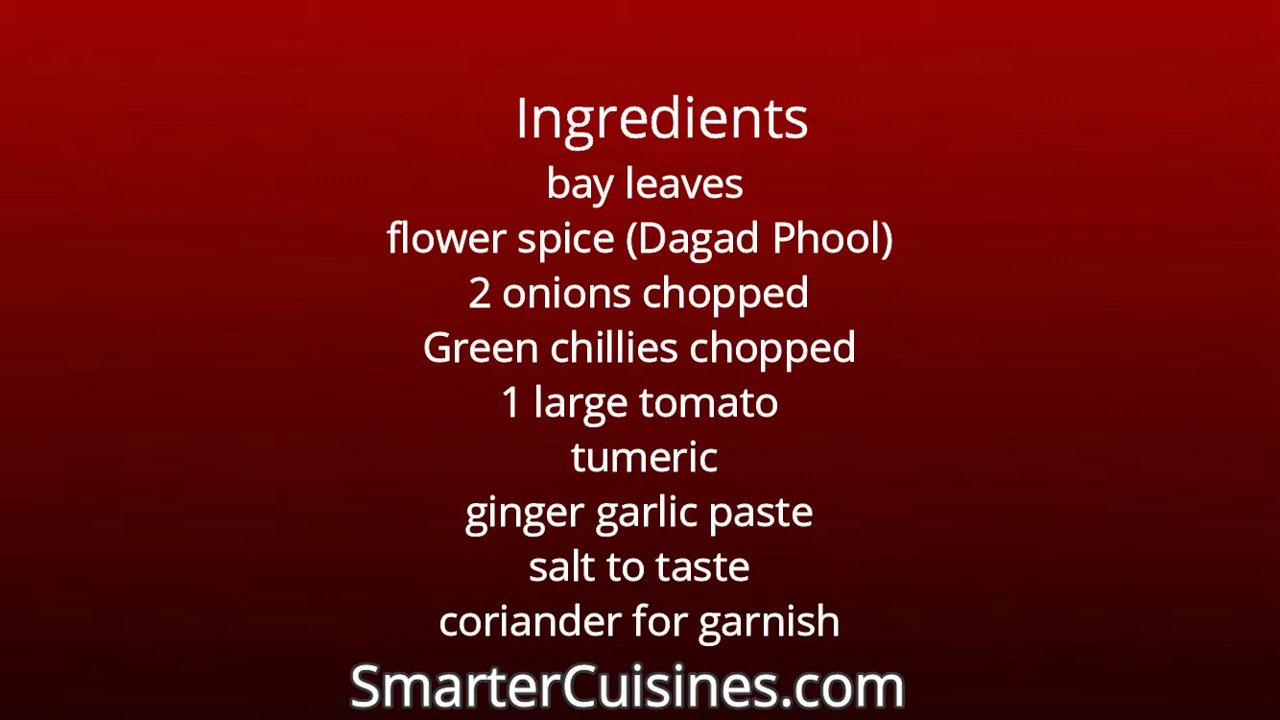 Ingredients
bay leaves
flower spice (Dagad Phool)
2 onions chopped
Green chillies chopped
1 large tomato
tumeric
ginger garlic paste
salt to taste
coriander for garnish
SmarterCuisines.com